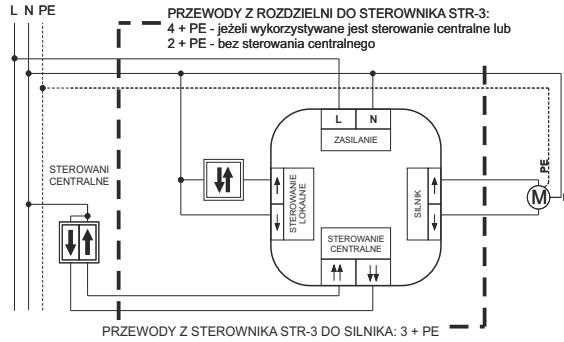 L N PE
PRZEWODY Z ROZDZIELNI DO STEROWNIKA STR-3:
4 + PE - jeżeli wykorzystywane jest sterowanie centralne lub
2 + PE - bez sterowania centralnego
L N
ZASILANIE
STEROWANI
CENTRALNE
STEROWANIE
LOKALNE
SILNIK
PE
M
STEROWANIE
CENTRALNE
PRZEWODY Z STEROWNIKA STR-3 DO SILNIKA: 3 + PE